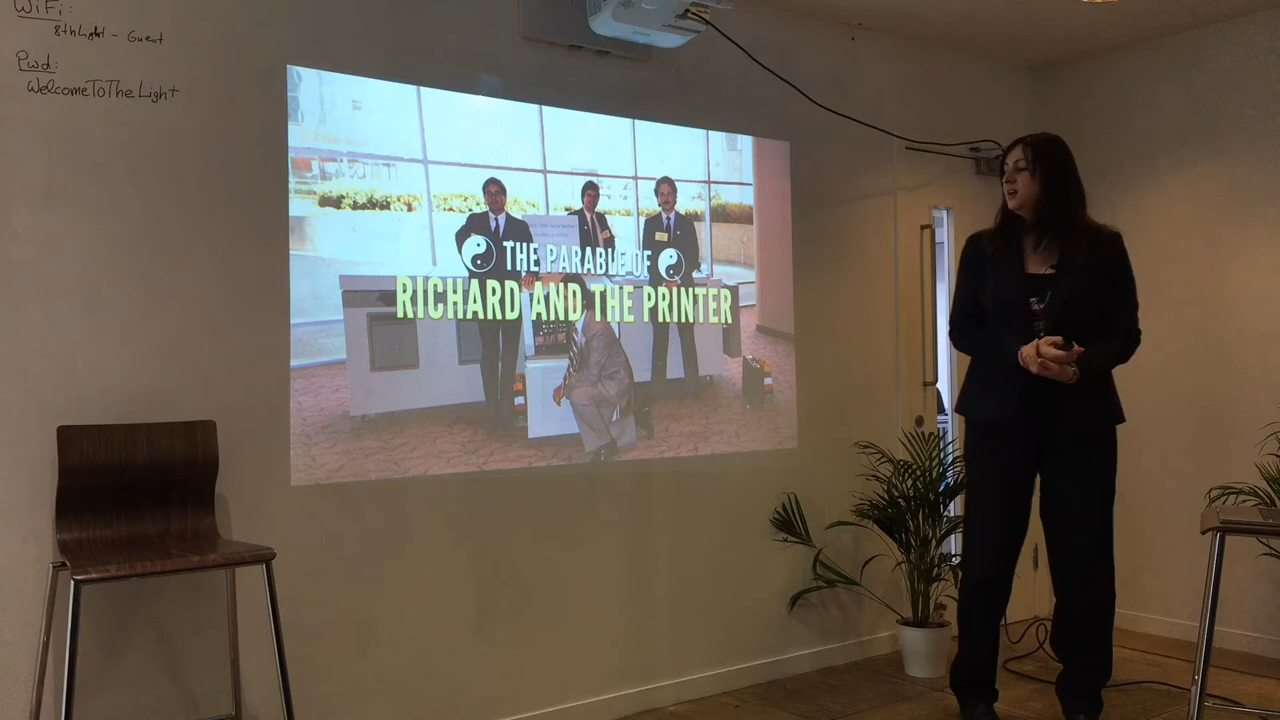 WiFi:
8thLight - Guest
Pwd:
WelcomeToTheLight
THE PARABLE OF
RICHARD AND THE PRINTER